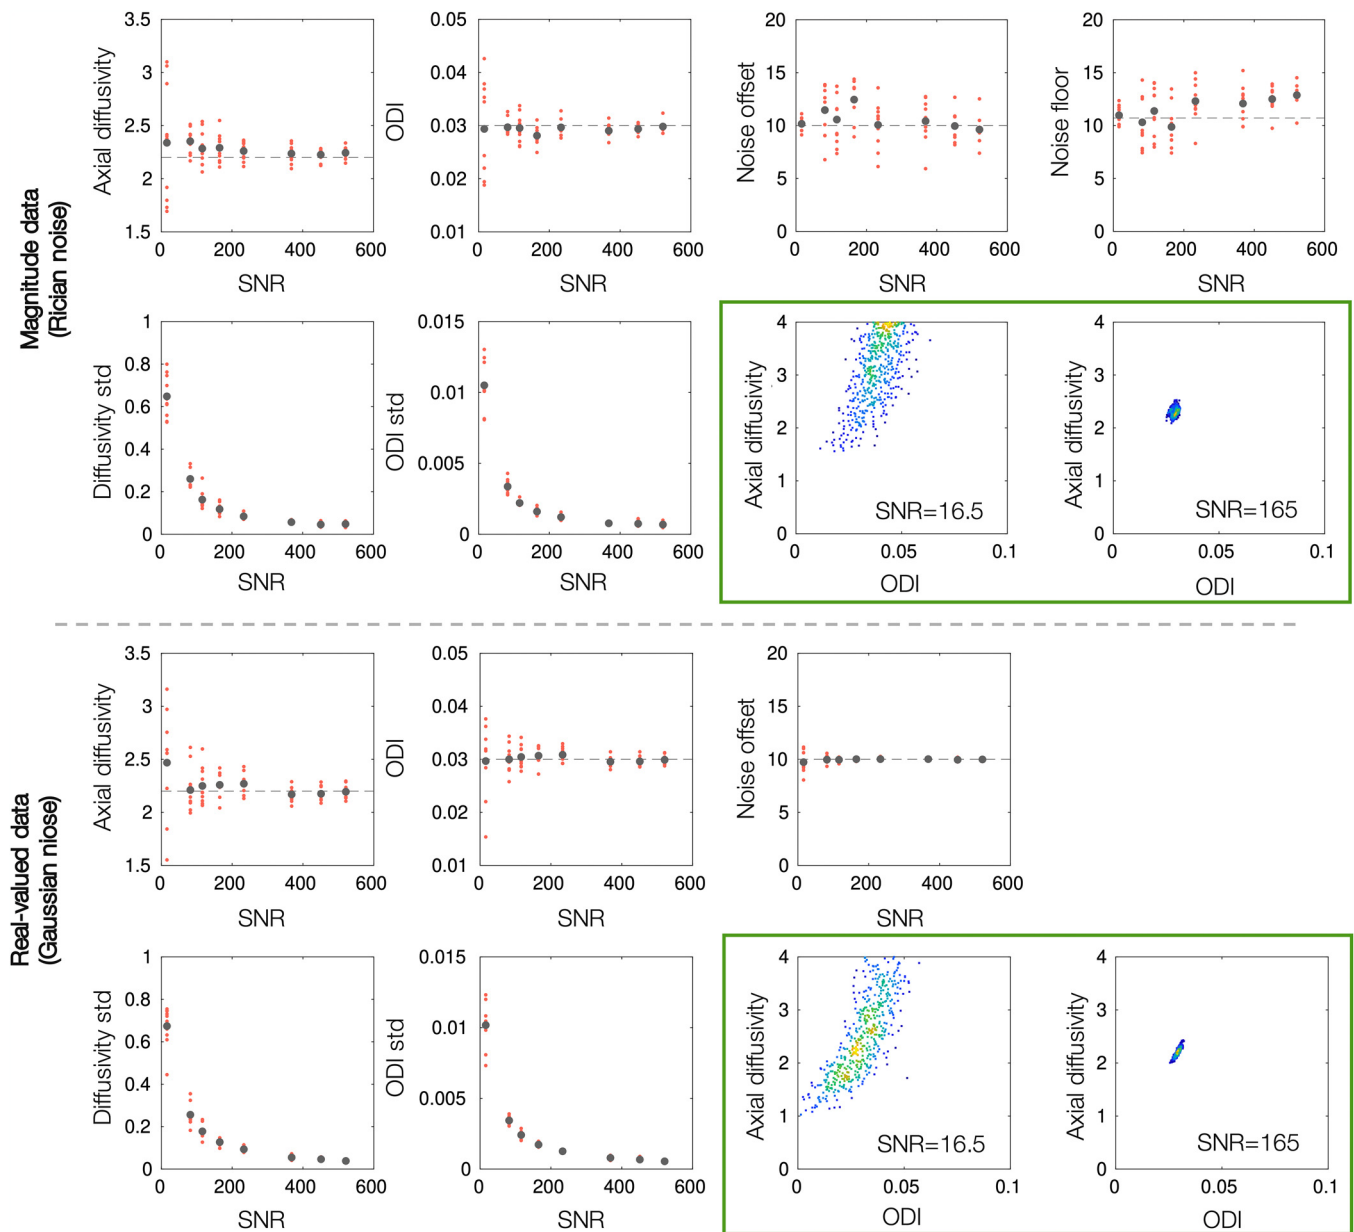 Magnitude data
(Rician noise)
3.5
3
2.5
2
1.5
Axial diffusivity
0 200 400 600
SNR
0.05
0.04
0.03
0.02
0.01
ODI
0 200 400 600
SNR
20
15
10
5
0
Noise offset
0 200 400 600
SNR
20
15
10
5
0
Noise floor
0 200 400 600
SNR
1
0.8
0.6
0.4
0.2
0
Diffusivity std
0 200 400 600
SNR
0.015
0.01
0.005
0
ODI std
0 200 400 600
SNR
4
3
2
1
0
Axial diffusivity
SNR=16.5
0 0.05 0.1
ODI
4
3
2
1
0
Axial diffusivity
SNR=165
0 0.05 0.1
ODI
Real-valued data
(Gaussian niose)
3.5
3
2.5
2
1.5
Axial diffusivity
0 200 400 600
SNR
0.05
0.04
0.03
0.02
0.01
ODI
0 200 400 600
SNR
20
15
10
5
0
Noise offset
0 200 400 600
SNR
1
0.8
0.6
0.4
0.2
0
Diffusivity std
0 200 400 600
SNR
0.015
0.01
0.005
0
ODI std
0 200 400 600
SNR
4
3
2
1
0
Axial diffusivity
SNR=16.5
0 0.05 0.1
ODI
4
3
2
1
0
Axial diffusivity
SNR=165
0 0.05 0.1
ODI